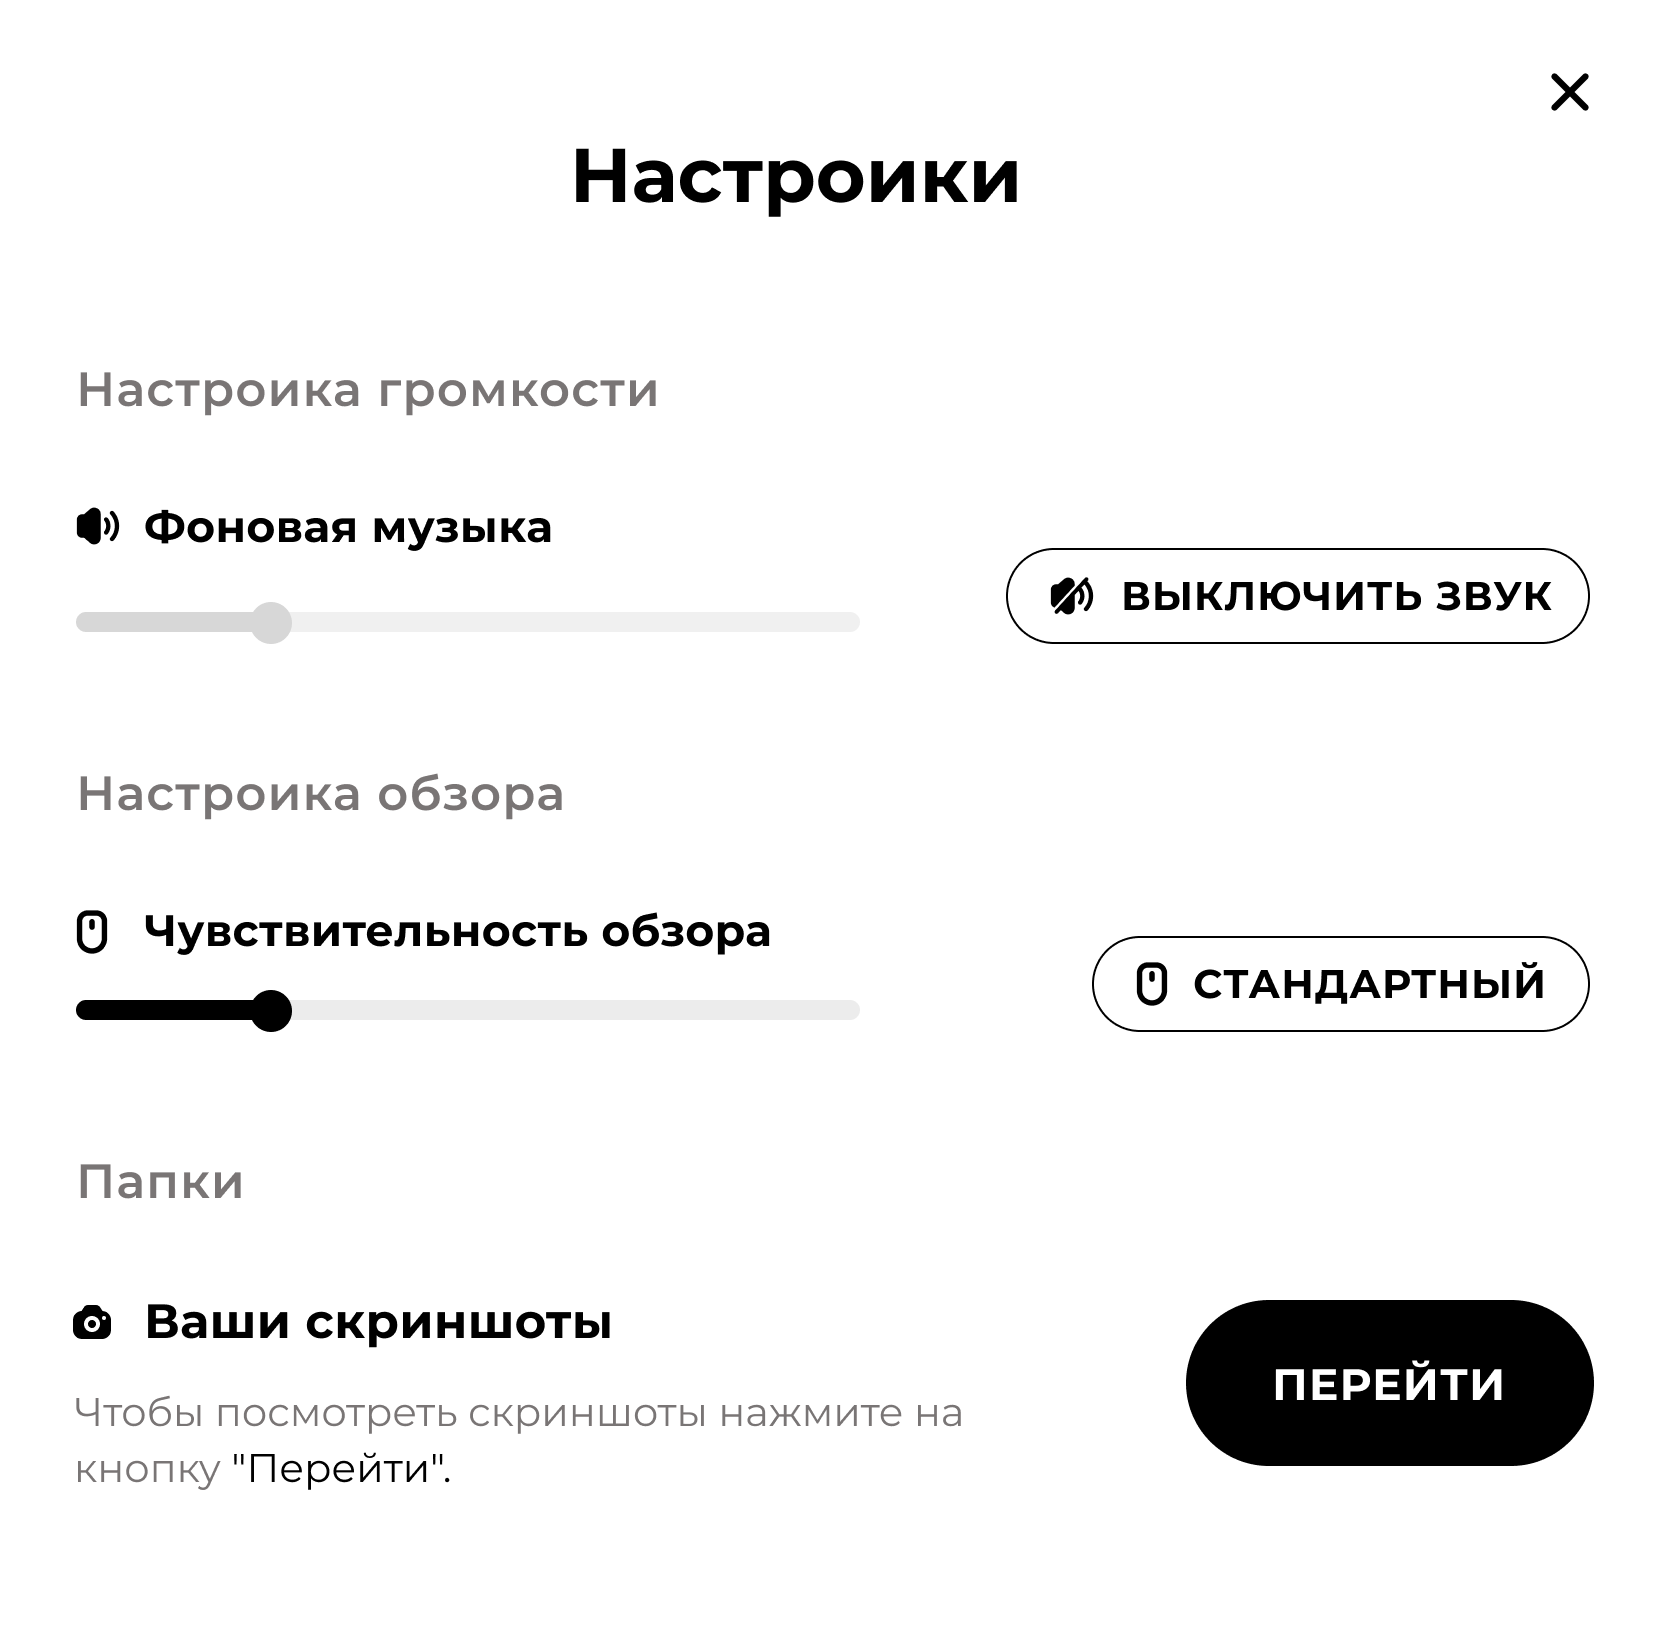 Настроики
Настроика громкости
Фоновая музыка
ВЫКЛЮЧИТЬ ЗВУК
Настроика обзора
Чувствительность обзора
СТАНДАРТНЫЙ
Папки
Ваши скриншоты
Чтобы посмотреть скриншоты нажмите на
кнопку "Перейти".
ПЕРЕЙТИ